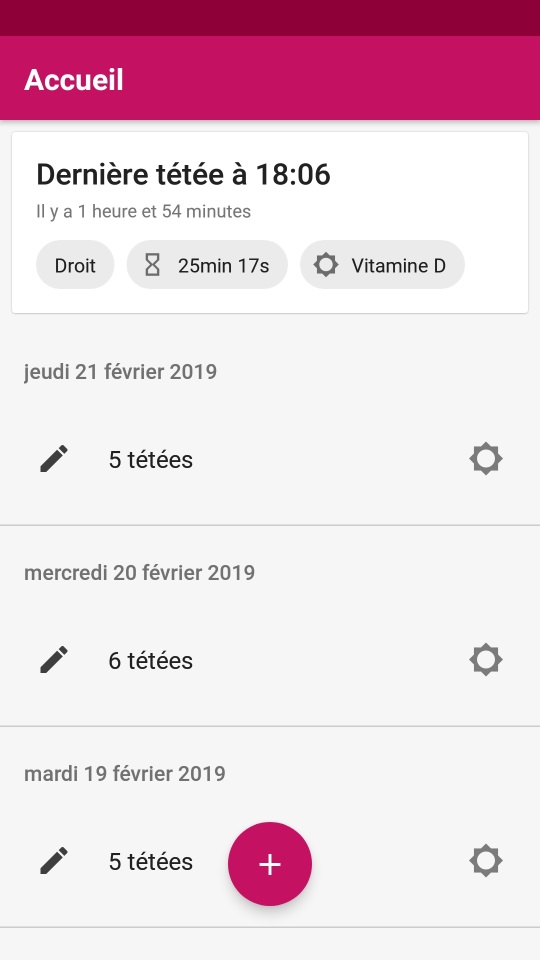 Accueil
Dernière tétée à 18:06
Il y a 1 heure et 54 minutes
Droit
25min 17s
Vitamine D
jeudi 21 février 2019
5 tétées
mercredi 20 février 2019
6 tétées
mardi 19 février 2019
5 tétées